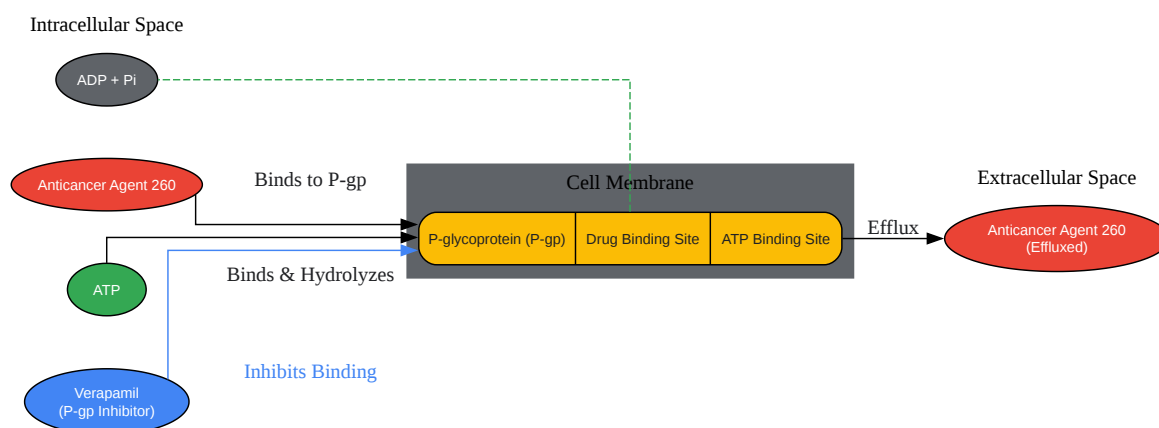 Intracellular Space
ADP + Pi
Anticancer Agent 260
Binds to P-gp
Cell Membrane
Extracellular Space
P-glycoprotein (P-gp)
Drug Binding Site
ATP Binding Site
Efflux
Anticancer Agent 260
(Effluxed)
Binds & Hydrolyzes
ATP
Inhibits Binding
Verapamil
(P-gp Inhibitor)